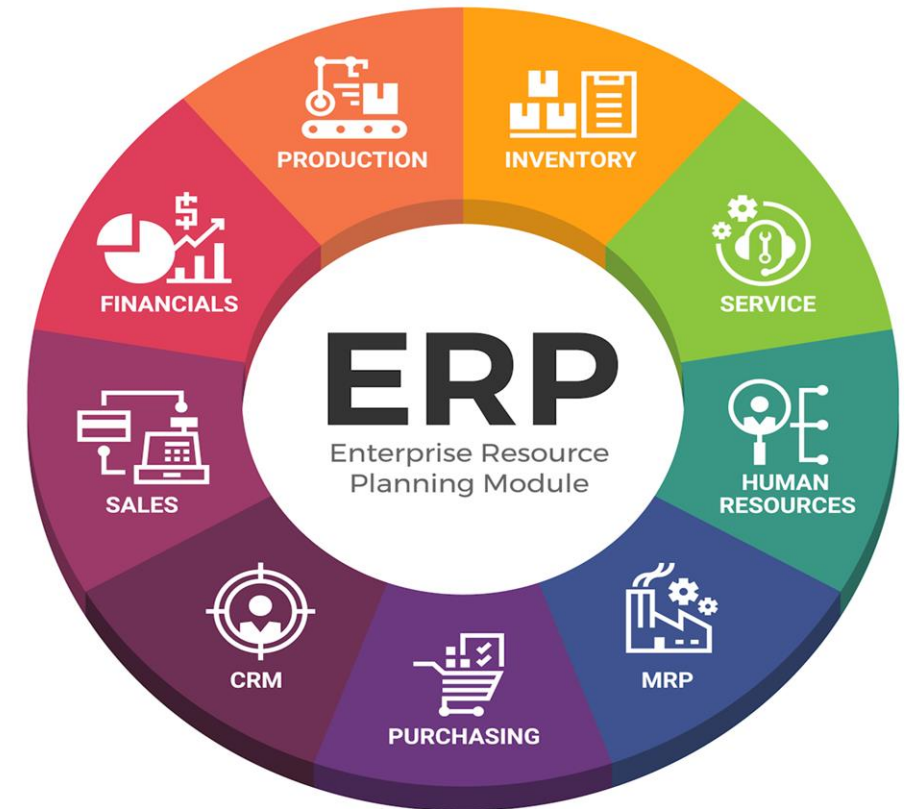 PRODUCTION
INVENTORY
FINANCIALS
SERVICE
ERP
Enterprise Resource
Planning Module
SALES
HUMAN
RESOURCES
CRM
MRP
PURCHASING